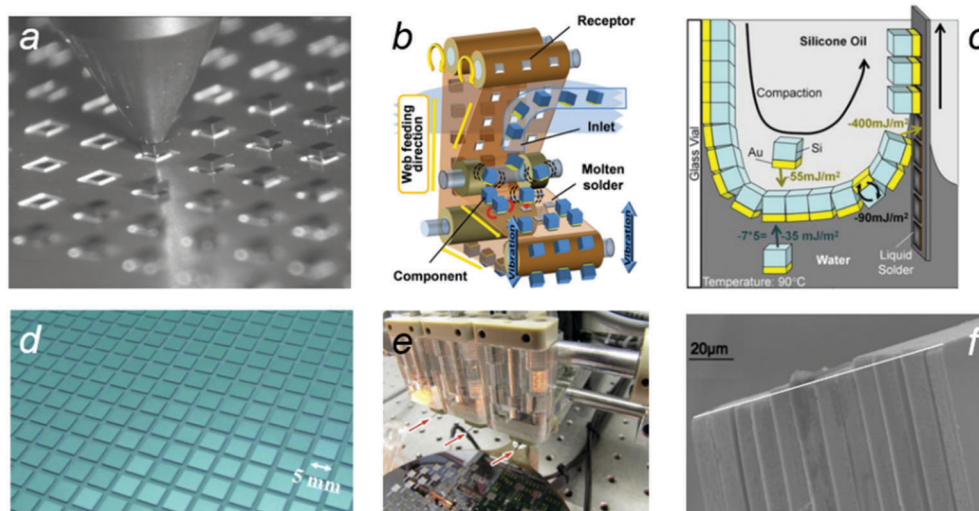 a
b
Receptor
Web feeding
direction
Inlet
Molten
solder
Component
Vibration
Vibration
c
Silicone Oil
Compaction
Glass Vial
-400mJ/m²
Au
Si
-55mJ/m²
-90mJ/m²
-7*5= -35 mJ/m²
Water
Liquid
Solder
Temperature: 90°C
d
5 mm
e
f
20μm